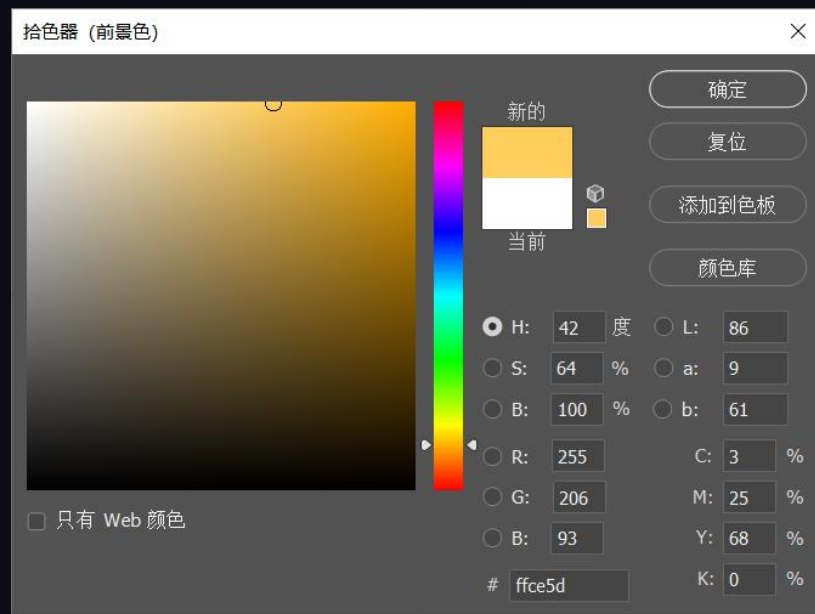 拾色器 (前景色)
新的
当前
确定
复位
添加到色板
颜色库
H: 42 度
S: 64 %
B: 100 %
R: 255
G: 206
B: 93
# ffce5d
L: 86
a: 9
b: 61
C: 3 %
M: 25 %
Y: 68 %
K: 0 %
只有 Web 颜色